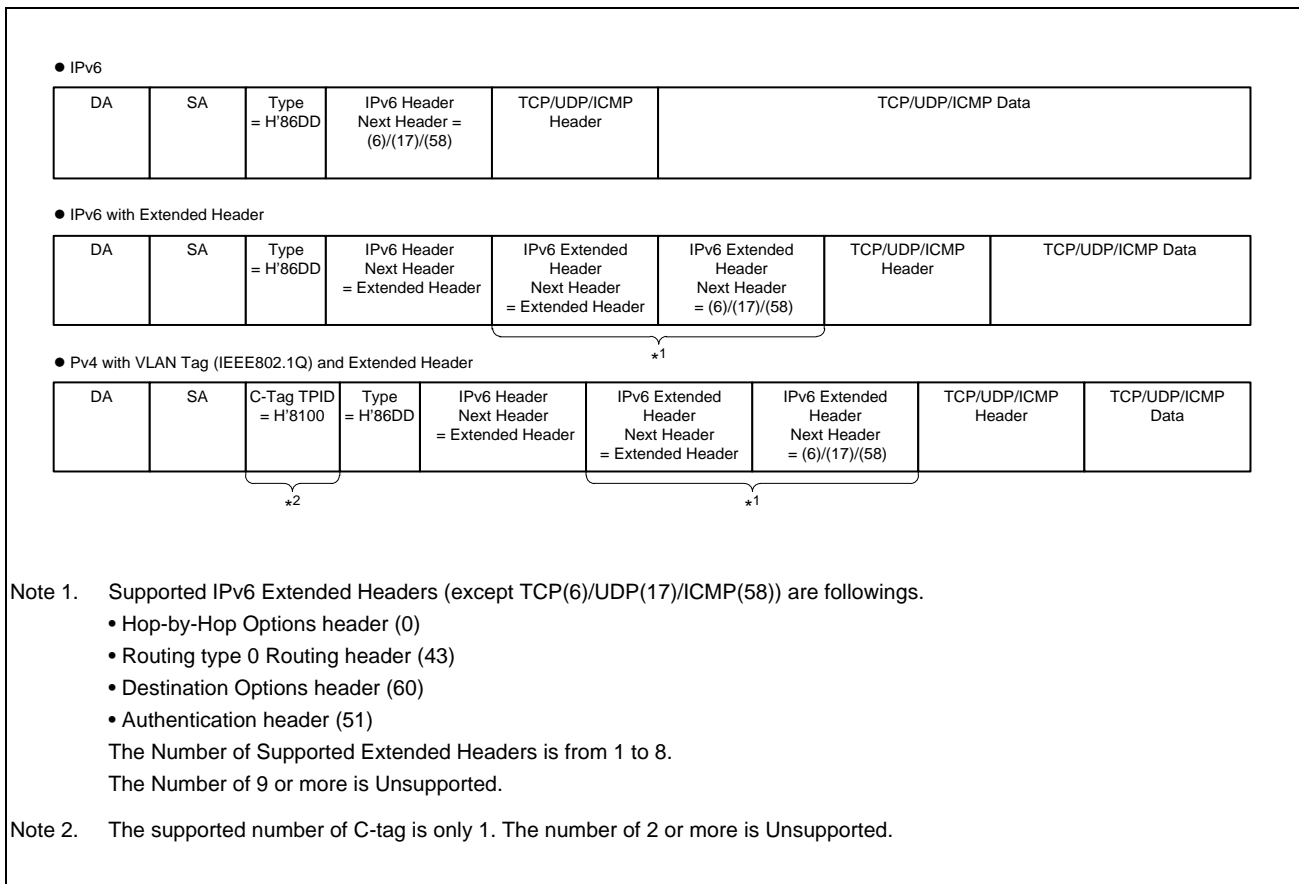 ● IPv6
DA
SA
Type
= H'86DD
IPv6 Header
Next Header =
(6)/(17)/(58)
TCP/UDP/ICMP
Header
TCP/UDP/ICMP Data
● IPv6 with Extended Header
DA
SA
Type
= H'86DD
IPv6 Header
Next Header
= Extended Header
IPv6 Extended
Header
Next Header
= Extended Header
IPv6 Extended
Header
Next Header
= (6)/(17)/(58)
TCP/UDP/ICMP
Header
TCP/UDP/ICMP Data
*1
● Pv4 with VLAN Tag (IEEE802.1Q) and Extended Header
DA
SA
C-Tag TPID
= H'8100
Type
= H'86DD
IPv6 Header
Next Header
= Extended Header
IPv6 Extended
Header
Next Header
= Extended Header
IPv6 Extended
Header
Next Header
= (6)/(17)/(58)
TCP/UDP/ICMP
Header
TCP/UDP/ICMP
Data
*2
*1
Note 1. Supported IPv6 Extended Headers (except TCP(6)/UDP(17)/ICMP(58)) are followings.
• Hop-by-Hop Options header (0)
• Routing type 0 Routing header (43)
• Destination Options header (60)
• Authentication header (51)
The Number of Supported Extended Headers is from 1 to 8.
The Number of 9 or more is Unsupported.
Note 2. The supported number of C-tag is only 1. The number of 2 or more is Unsupported.